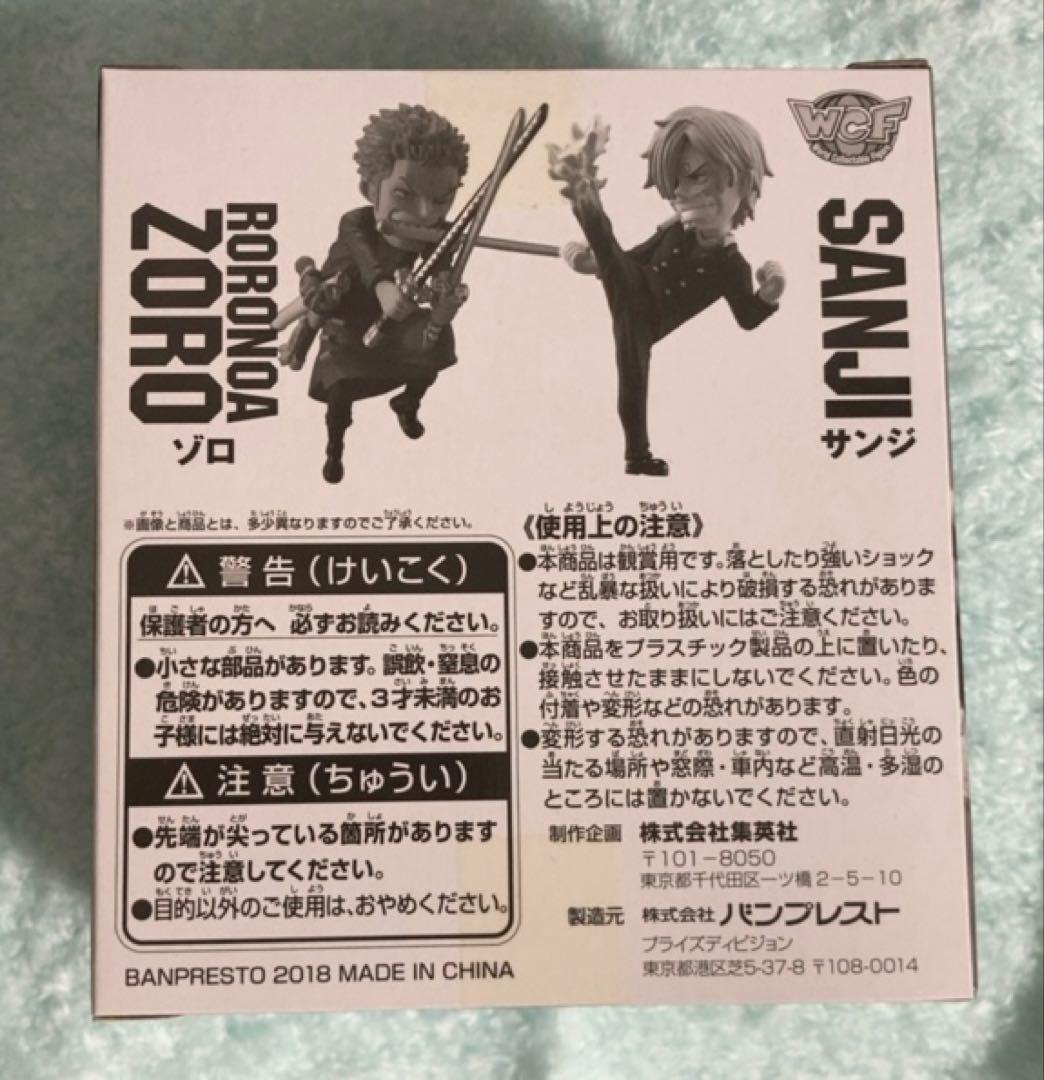 WCF
RORONOA
ZORO
ゾロ
SANJI
サンジ
※画像と商品とは、多少異なりますのでご了承ください。
警告(けいこく)
保護者の方へ 必ずお読みください。
●小さな部品があります。誤飲・窒息の
危険がありますので、3才未満のお
子様には絶対に与えないでください。
注意(ちゅうい)
●先端が尖っている箇所があります
ので注意してください。
●目的以外のご使用は、おやめください。
BANPRESTO 2018 MADE IN CHINA
《使用上の注意》
●本商品は観賞用です。落としたり強いショック
など乱暴な扱いにより破損する恐れがありま
すので、お取り扱いにはご注意ください。
●本商品をプラスチック製品の上に置いたり、
接触させたままにしないでください。色の
付着や変形などの恐れがあります。
●変形する恐れがありますので、直射日光の
当たる場所や窓際・車内など高温・多湿の
ところには置かないでください。
制作企画 株式会社集英社
〒101-8050
東京都千代田区一ツ橋2-5-10
製造元 株式会社 バンプレスト
プライズディビジョン
東京都港区芝5-37-8 〒108-0014